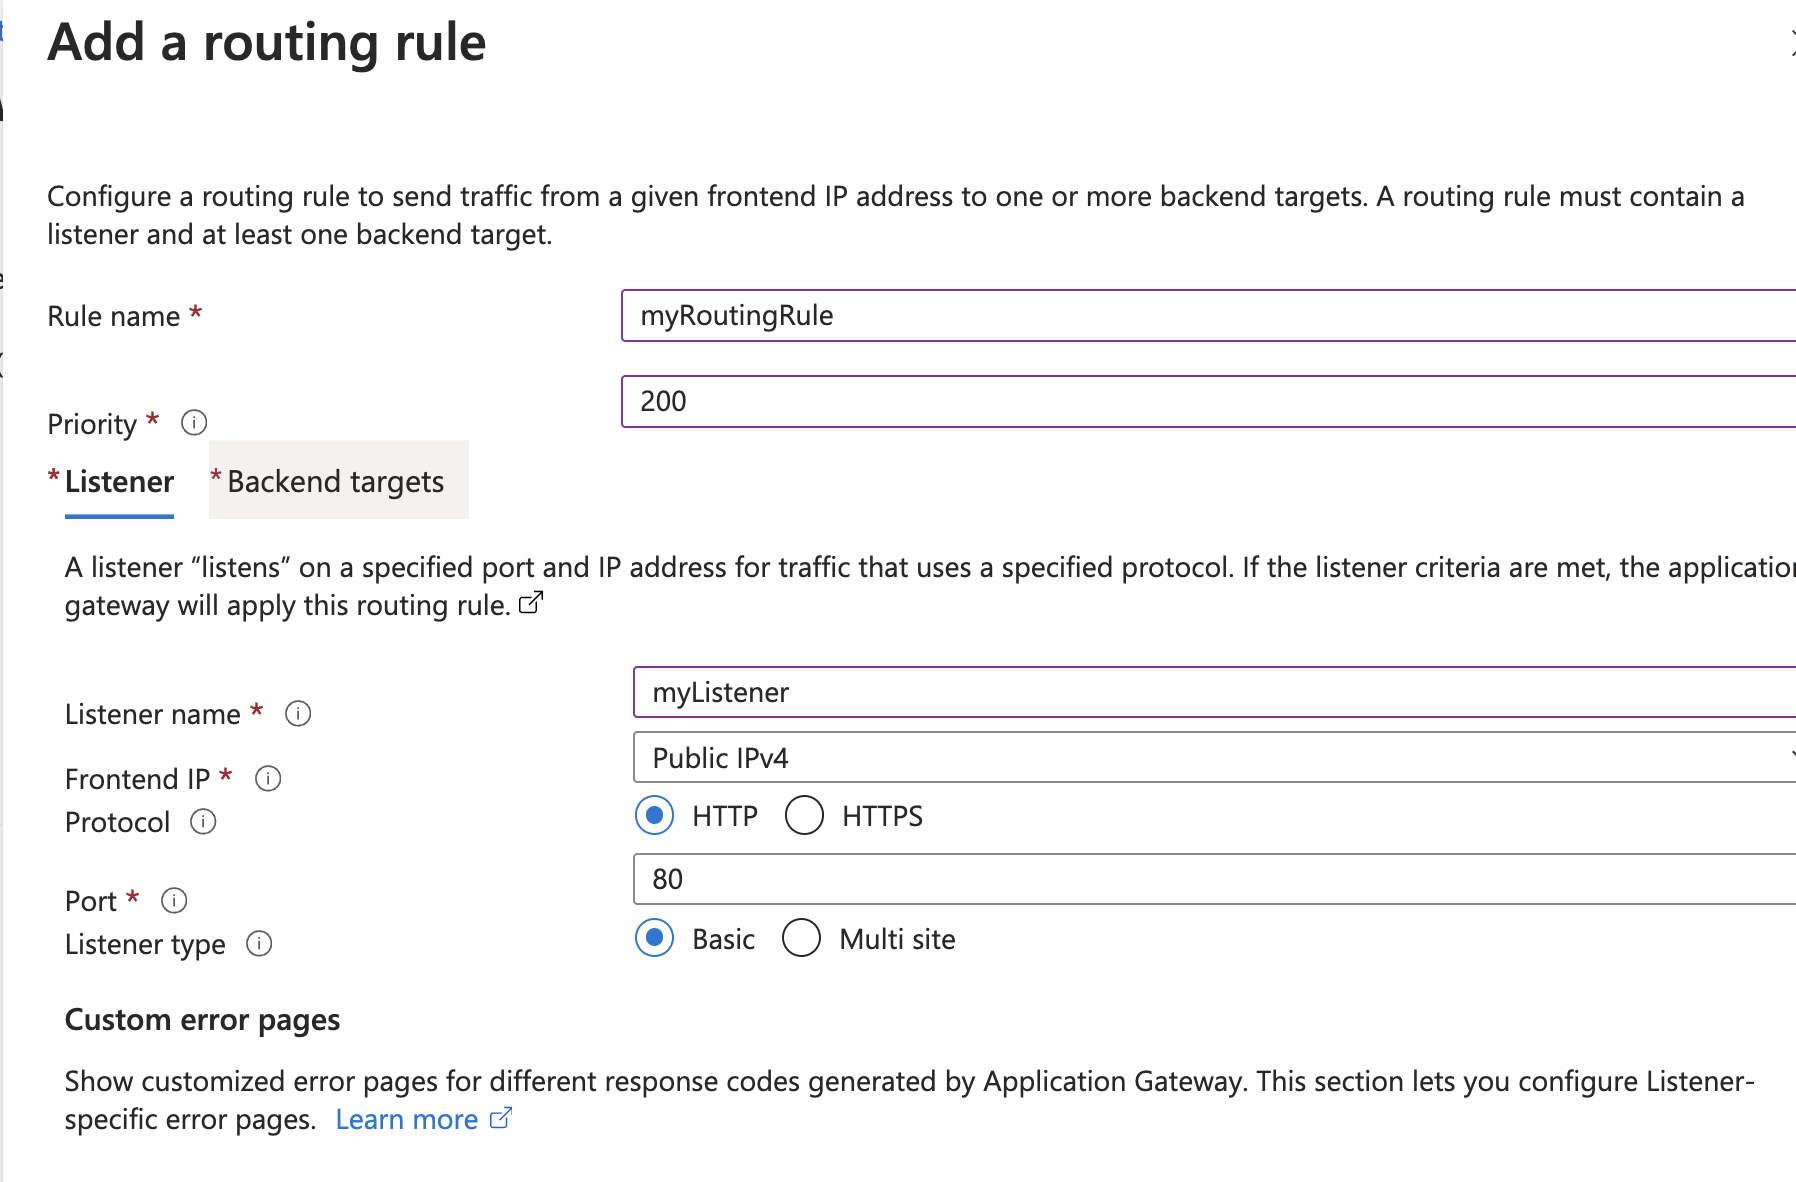 Add a routing rule
Configure a routing rule to send traffic from a given frontend IP address to one or more backend targets. A routing rule must contain a
listener and at least one backend target.
Rule name * myRoutingRule
200
Priority *
* Listener * Backend targets
A listener “listens” on a specified port and IP address for traffic that uses a specified protocol. If the listener criteria are met, the application
gateway will apply this routing rule.
myListener
Listener name *
Public IPv4
Frontend IP *
Protocol HTTP HTTPS
80
Port *
Listener type Basic Multi site
Custom error pages
Show customized error pages for different response codes generated by Application Gateway. This section lets you configure Listener-
specific error pages. Learn more